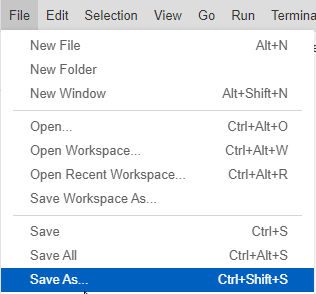 File Edit Selection View Go Run Termina
New File Alt+N
New Folder
New Window Alt+Shift+N
Open... Ctrl+Alt+O
Open Workspace... Ctrl+Alt+W
Open Recent Workspace... Ctrl+Alt+R
Save Workspace As...
Save Ctrl+S
Save All Ctrl+Alt+S
Save As... Ctrl+Shift+S